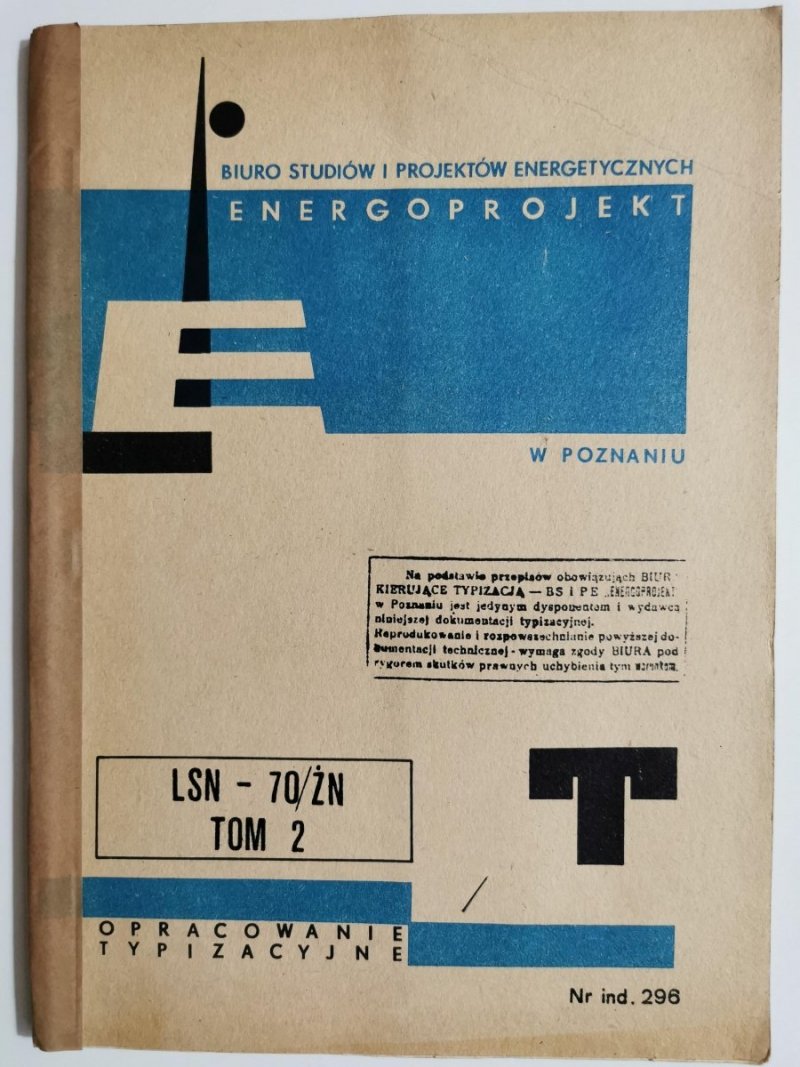 BIURO STUDIÓW I PROJEKTÓW ENERGETYCZNYCH
ENERGOPROJEKT
W POZNANIU
Na podstawie przepisów obowiązujących BIUR
KIERUJĄCE TYPIZACJĄ — BS i PE „ENERGOPROJEKT
w Poznaniu jest jedynym dysponentem i wydawcą
niniejszej dokumentacji typizacyjnej.
Reprodukowanie i rozpowszechnianie powyższej do-
kumentacji technicznej - wymaga zgody BIURA pod
rygorem skutków prawnych uchybienia tym
LSN - 70/ŻN
TOM 2
T
OPRACOWANIE
TYPIZACYJNE
Nr ind. 296